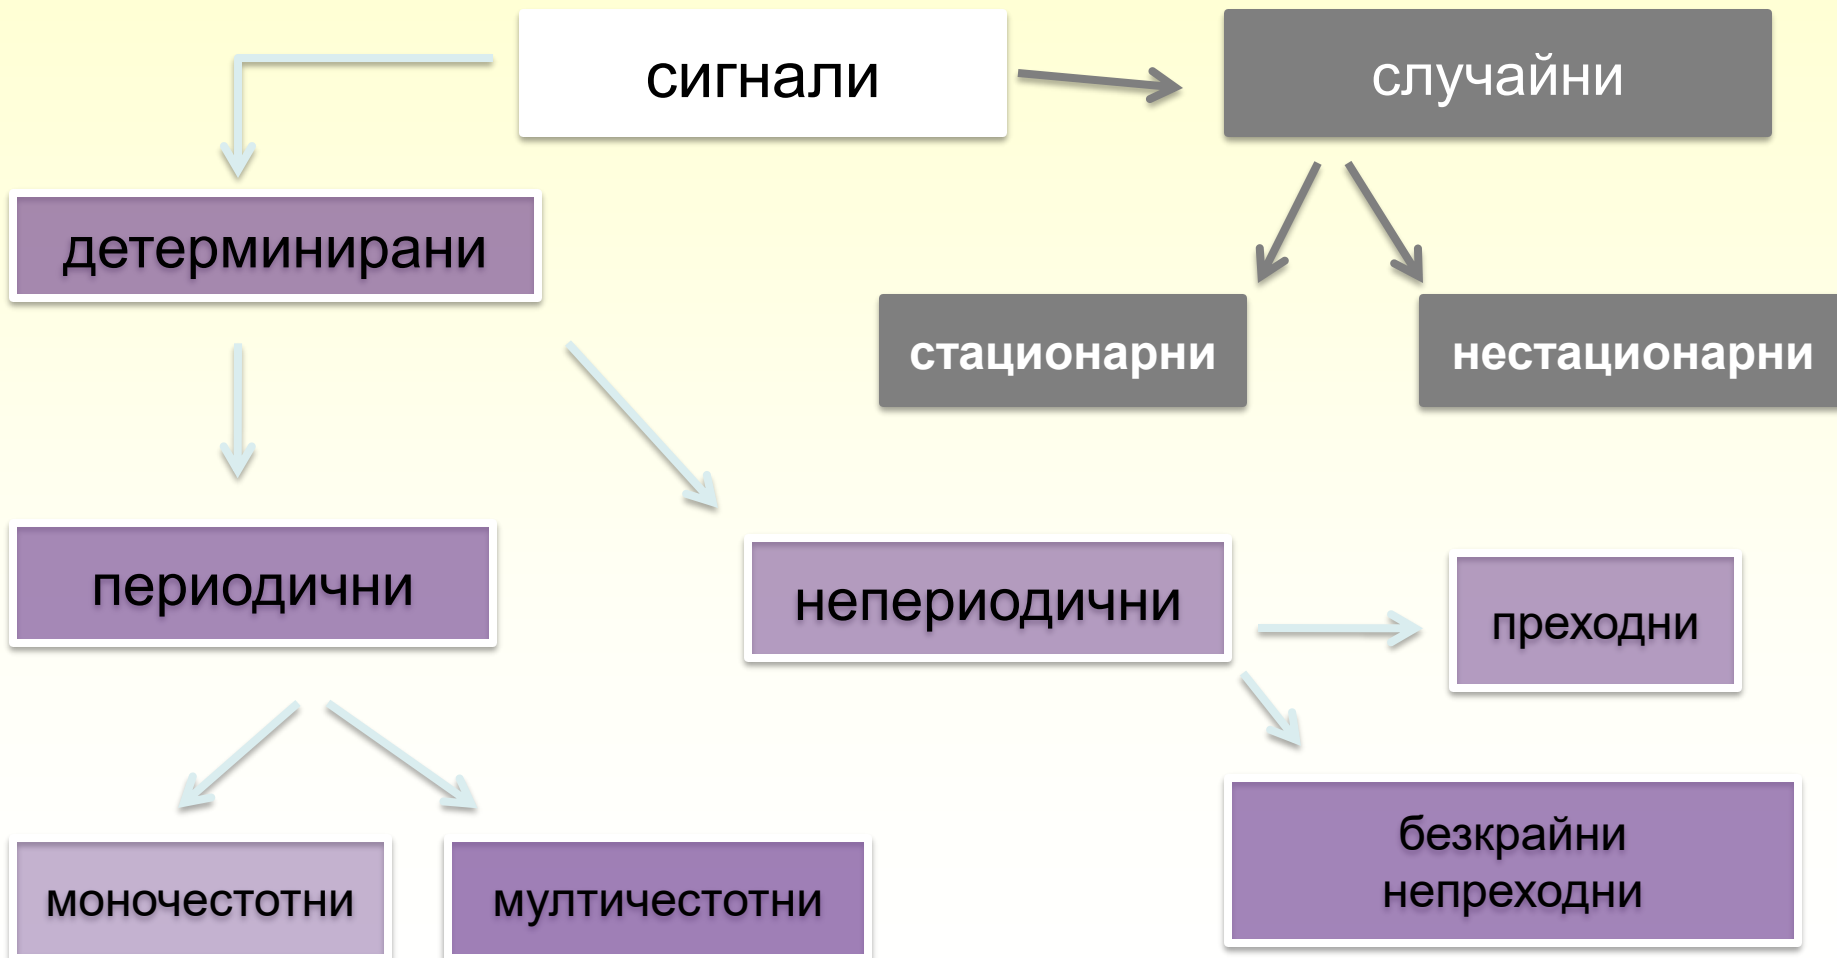 сигнали
случайни
детерминирани
стационарни
нестационарни
периодични
непериодични
преходни
безкрайни
непреходни
моночестотни
мултичестотни